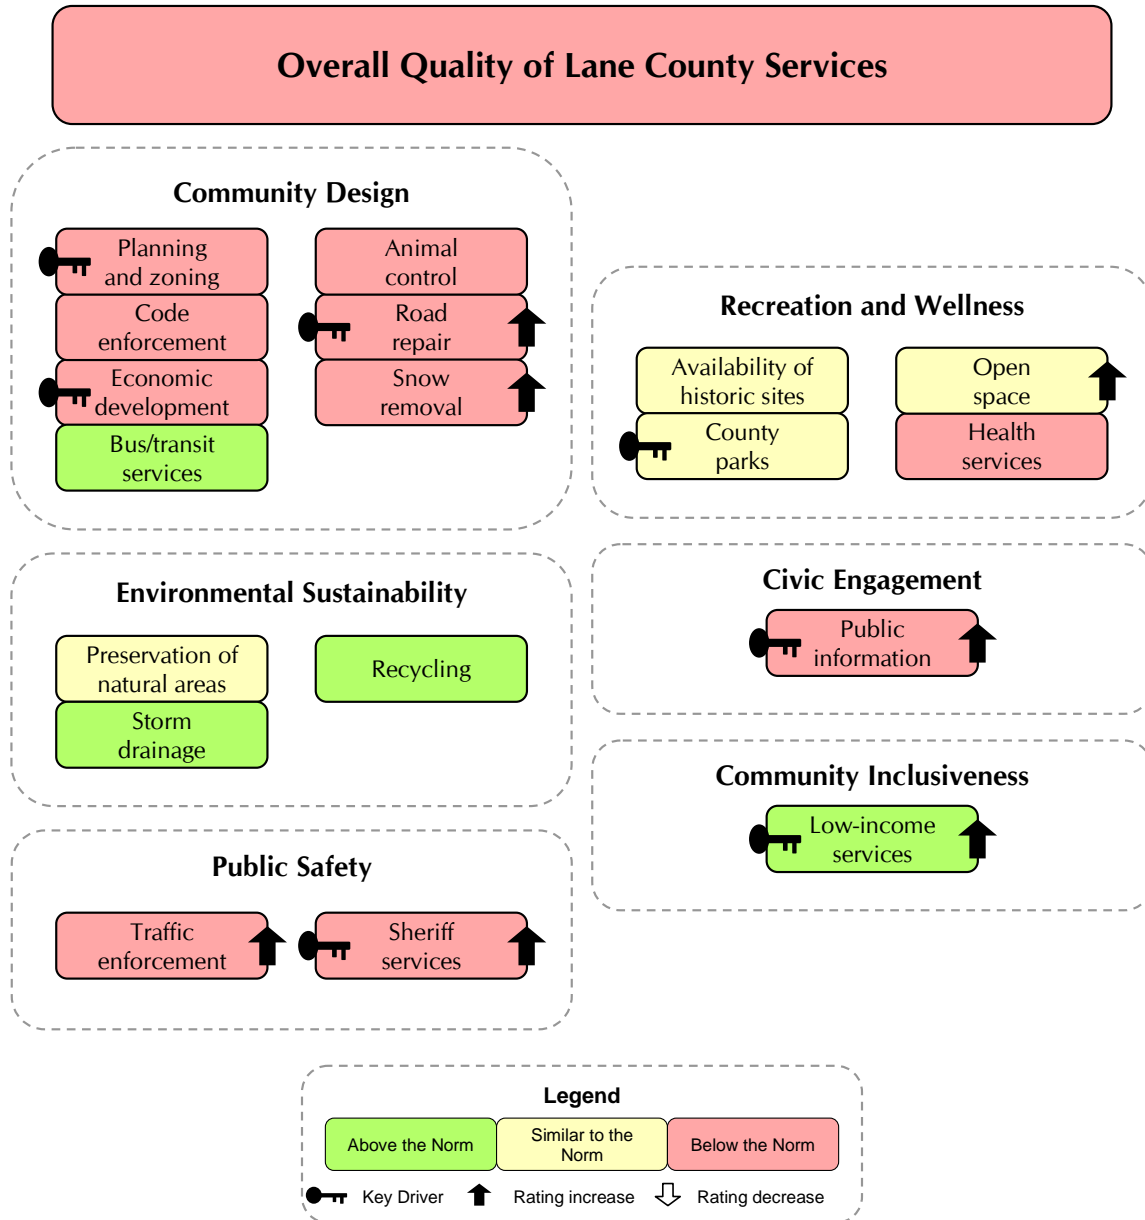 Overall Quality of Lane County Services
Community Design
Planning
and zoning
Code
enforcement
Economic
development
Bus/transit
services
Animal
control
Road
repair
Snow
removal
Recreation and Wellness
Availability of
historic sites
County
parks
Open
space
Health
services
Environmental Sustainability
Preservation of
natural areas
Storm
drainage
Recycling
Civic Engagement
Public
information
Community Inclusiveness
Low-income
services
Public Safety
Traffic
enforcement
Sheriff
services
Legend
Above the Norm
Similar to the
Norm
Below the Norm
Key Driver
Rating increase
Rating decrease